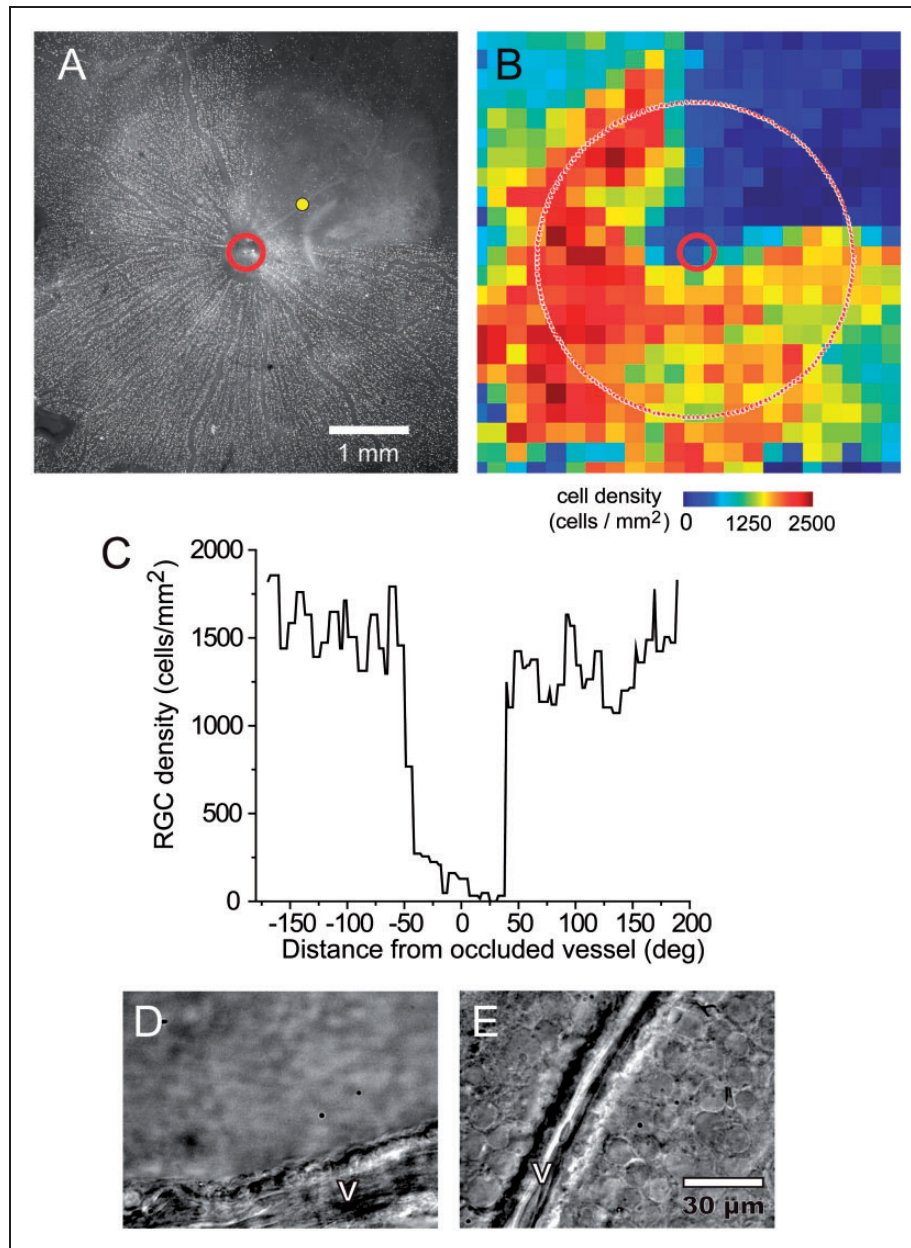 A
B
1 mm
cell density
(cells / mm²)
0 1250 2500
C
RGC density (cells/mm²)
2000
1500
1000
500
0
-150 -100 -50 0 50 100 150 200
Distance from occluded vessel (deg)
D
V
E
V
30 µm